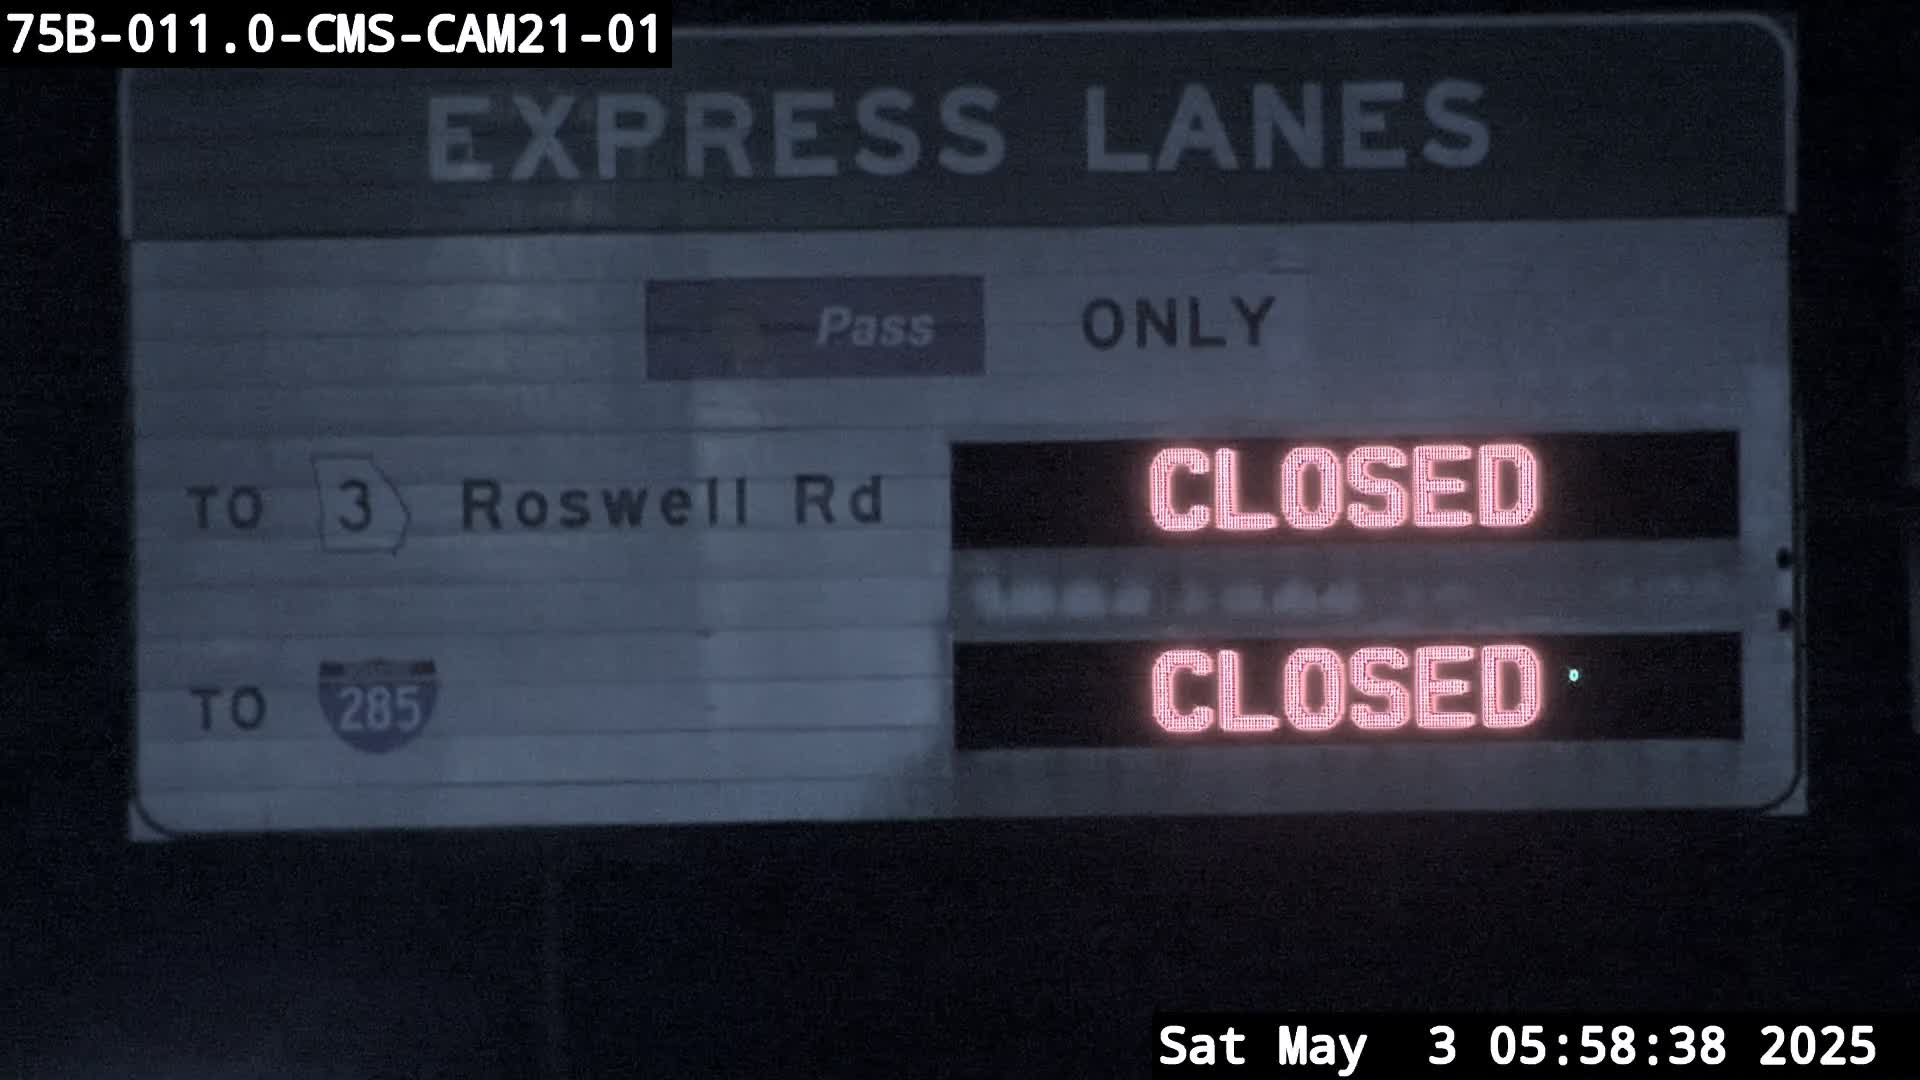 75B-011.0-CMS-CAM21-01
EXPRESS LANES
Pass ONLY
TO 3 Roswell Rd CLOSED
TO 285 CLOSED
Sat May 3 05:58:38 2025